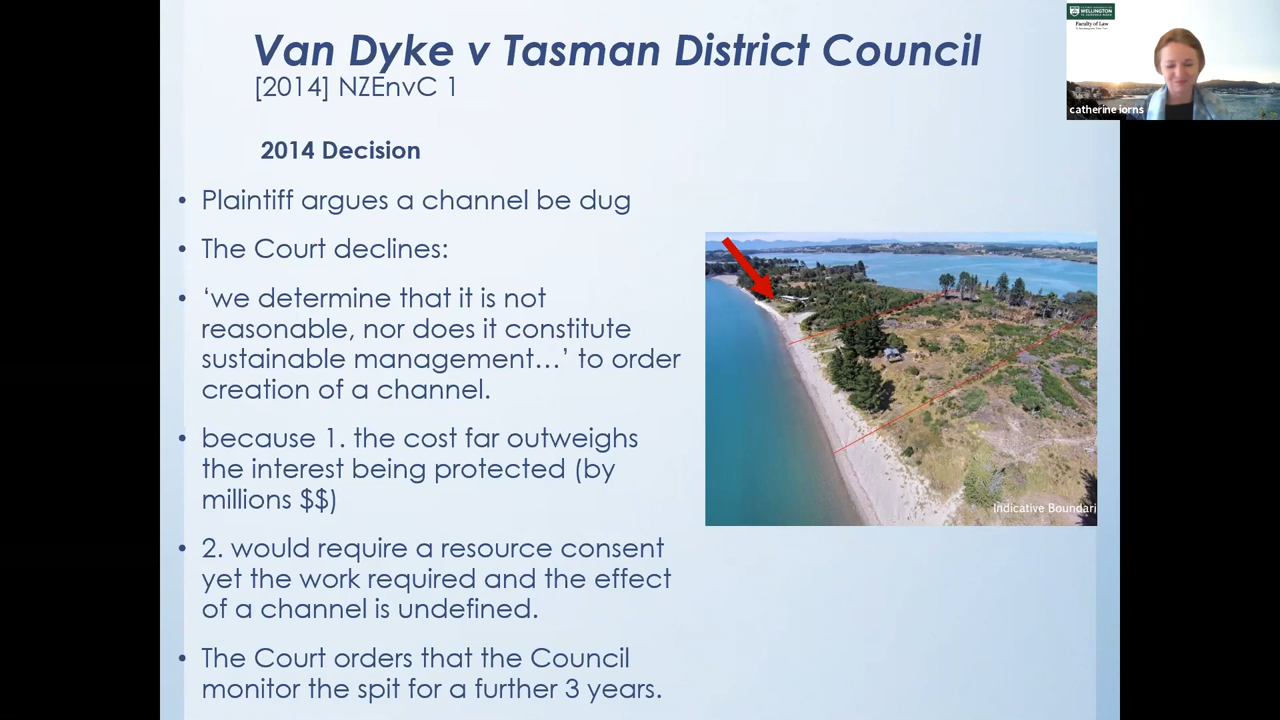 Van Dyke v Tasman District Council
[2014] NZEnvC 1
2014 Decision
• Plaintiff argues a channel be dug
• The Court declines:
• ‘we determine that it is not
reasonable, nor does it constitute
sustainable management…’ to order
creation of a channel.
• because 1. the cost far outweighs
the interest being protected (by
millions $$)
• 2. would require a resource consent
yet the work required and the effect
of a channel is undefined.
• The Court orders that the Council
monitor the spit for a further 3 years.
Indicative Boundari
WELLINGTON
Faculty of Law
catherine iorns